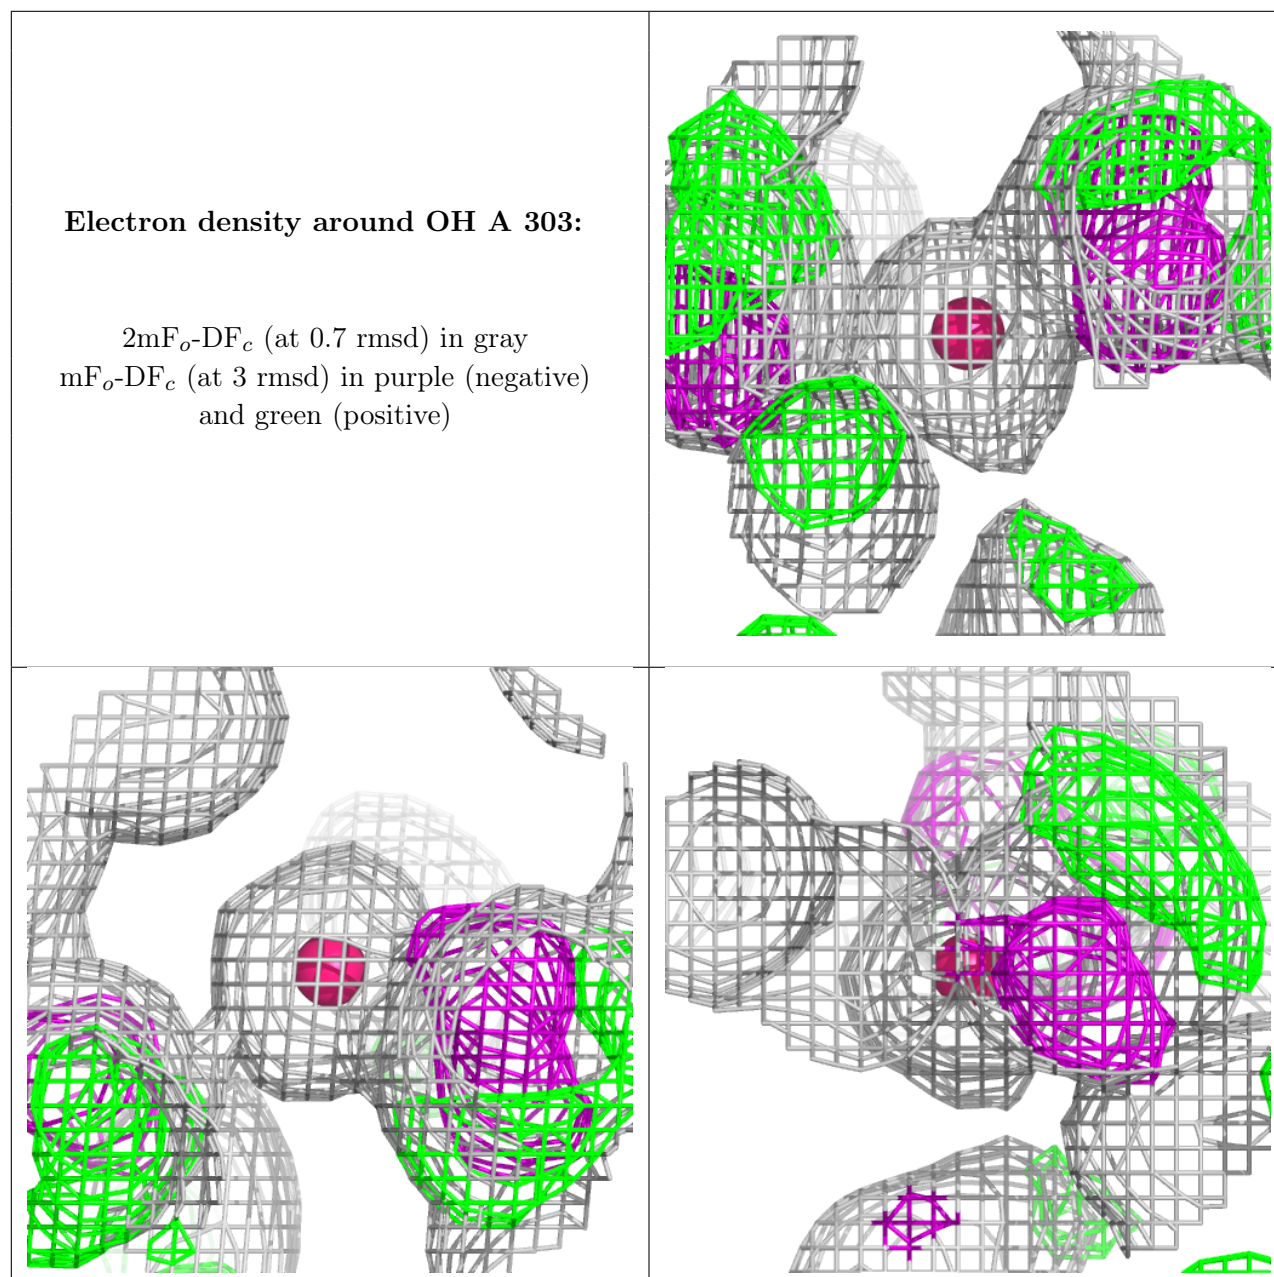 Electron density around OH A 303:
2mFo-DFc (at 0.7 rmsd) in gray
mFo-DFc (at 3 rmsd) in purple (negative)
and green (positive)